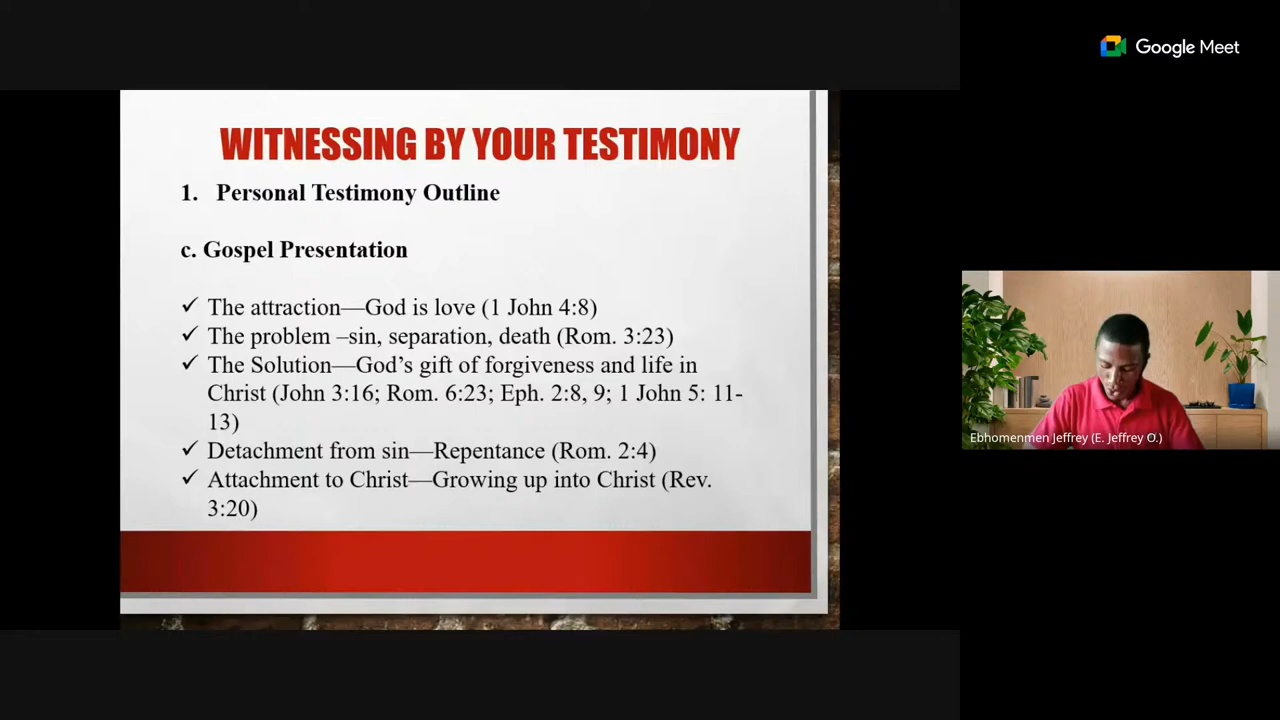 Google Meet
WITNESSING BY YOUR TESTIMONY
1. Personal Testimony Outline
c. Gospel Presentation
✓ The attraction—God is love (1 John 4:8)
✓ The problem –sin, separation, death (Rom. 3:23)
✓ The Solution—God’s gift of forgiveness and life in
Christ (John 3:16; Rom. 6:23; Eph. 2:8, 9; 1 John 5: 11-
13)
✓ Detachment from sin—Repentance (Rom. 2:4)
✓ Attachment to Christ—Growing up into Christ (Rev.
3:20)
Ebhomenmen Jeffrey (E. Jeffrey O.)